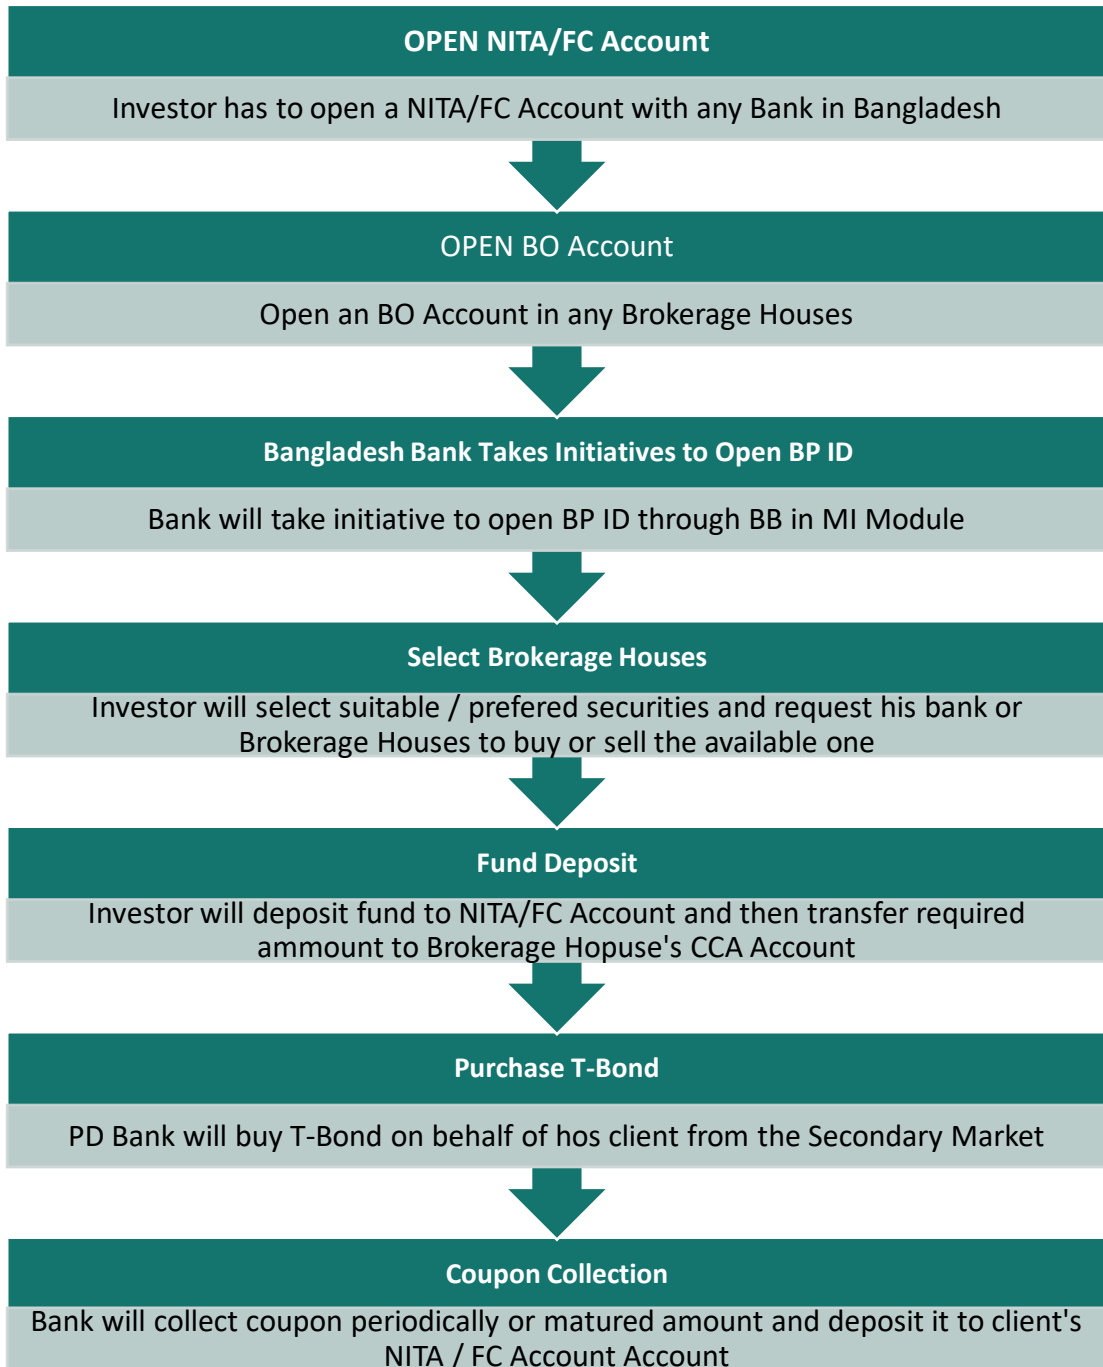 OPEN NITA/FC Account
Investor has to open a NITA/FC Account with any Bank in Bangladesh
OPEN BO Account
Open an BO Account in any Brokerage Houses
Bangladesh Bank Takes Initiatives to Open BP ID
Bank will take initiative to open BP ID through BB in MI Module
Select Brokerage Houses
Investor will select suitable / prefered securities and request his bank or
Brokerage Houses to buy or sell the available one
Fund Deposit
Investor will deposit fund to NITA/FC Account and then transfer required
ammount to Brokerage Hopuse's CCA Account
Purchase T-Bond
PD Bank will buy T-Bond on behalf of hos client from the Secondary Market
Coupon Collection
Bank will collect coupon periodically or matured amount and deposit it to client's
NITA / FC Account Account